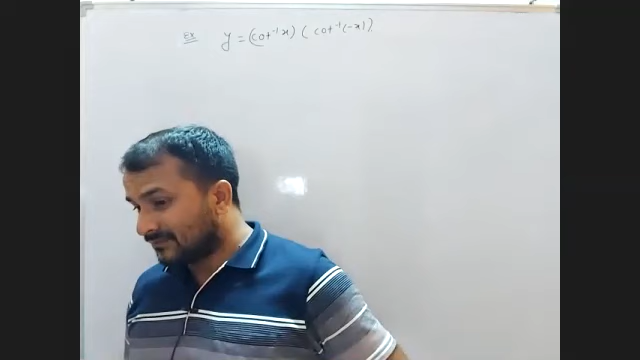 Ex y = (cot⁻¹x) (cot⁻¹(-x))